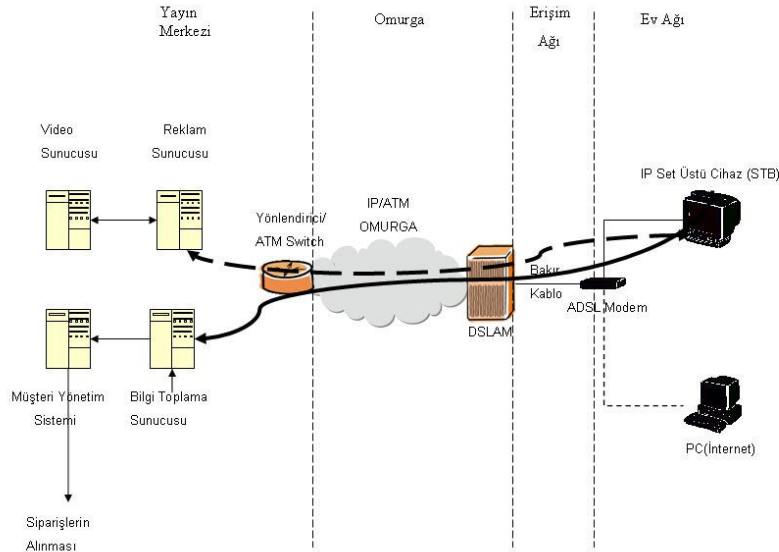 Yayın
Merkezi
Omurga
Erişim
Ağı
Ev Ağı
Video
Sunucusu
Reklam
Sunucusu
Yönlendirici/
ATM Switch
IP/ATM
OMURGA
IP Set Üstü Cihaz (STB)
Bakır
Kablo
ADSL Modem
DSLAM
Müşteri Yönetim
Sistemi
Bilgi Toplama
Sunucusu
PC(İnternet)
Siparişlerin
Alınması